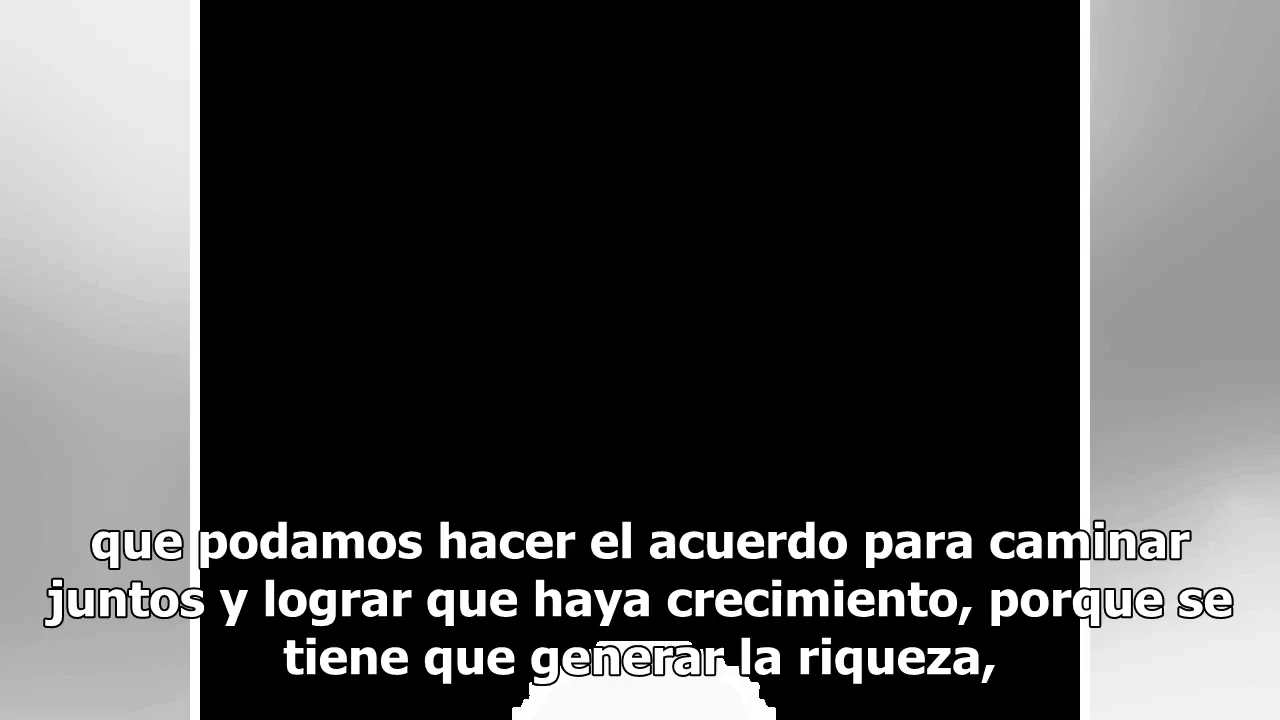 que podamos hacer el acuerdo para caminar
juntos y lograr que haya crecimiento, porque se
tiene que generar la riqueza,